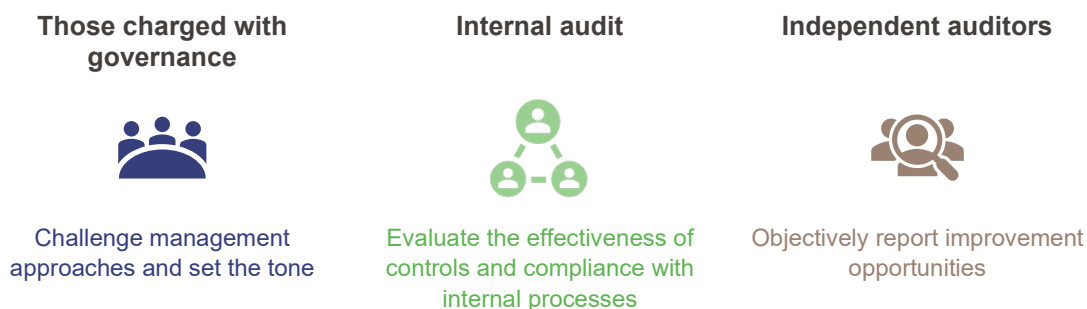 Those charged with
governance
Challenge management
approaches and set the tone
Internal audit
Evaluate the effectiveness of
controls and compliance with
internal processes
Independent auditors
Objectively report improvement
opportunities